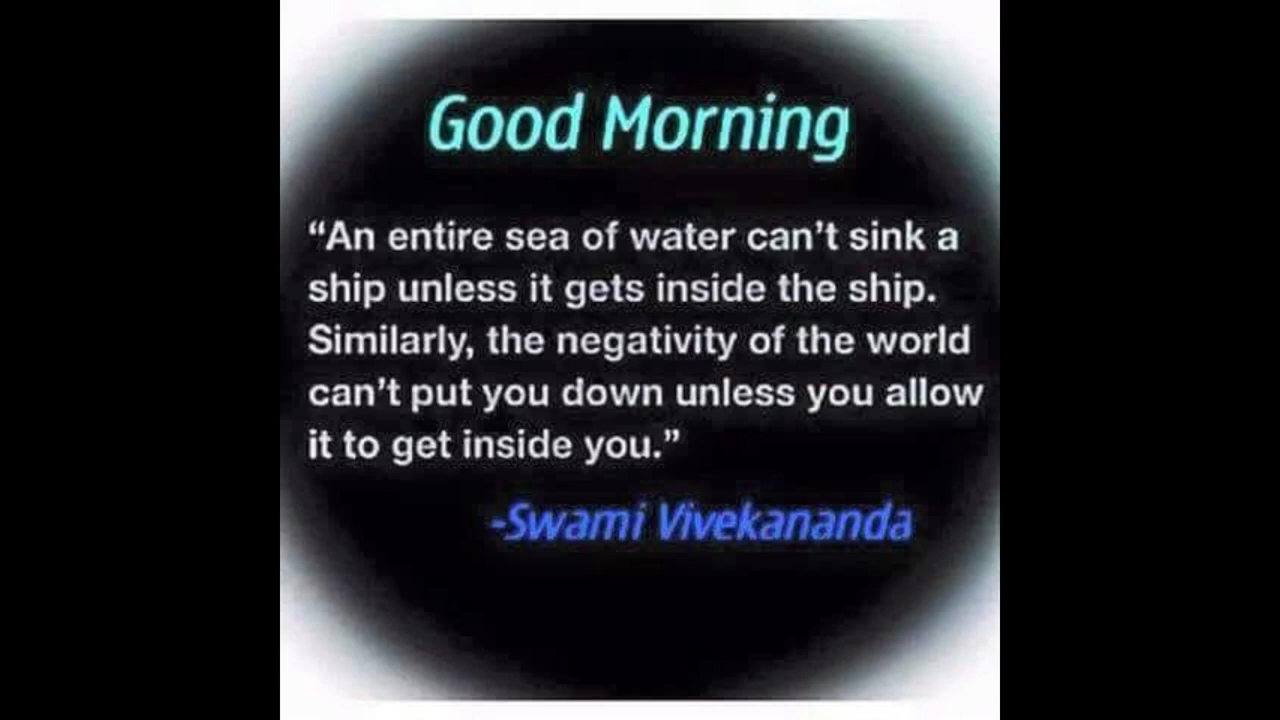 Good Morning
“An entire sea of water can’t sink a
ship unless it gets inside the ship.
Similarly, the negativity of the world
can’t put you down unless you allow
it to get inside you.”
-Swami Vivekananda